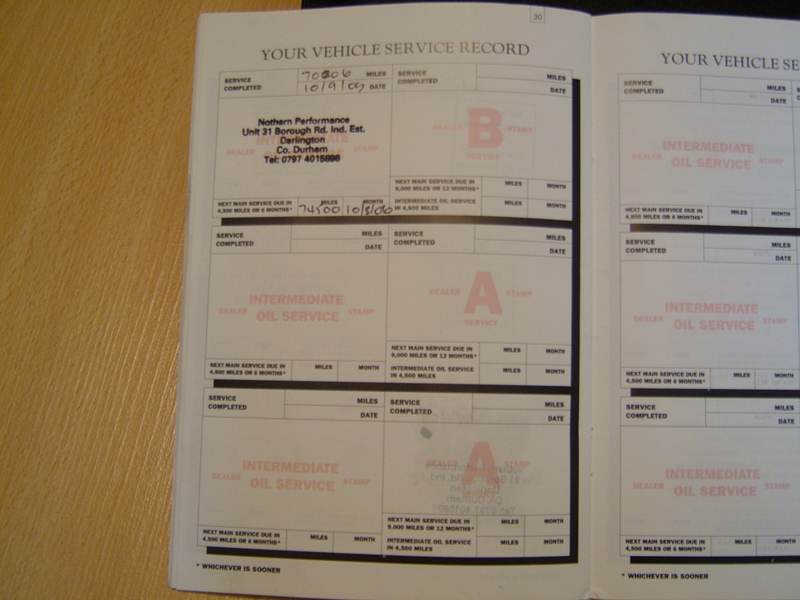 30
YOUR VEHICLE SERVICE RECORD
SERVICE COMPLETED 70206 MILES
10/9/05 DATE
Nothern Performance
Unit 31 Borough Rd. Ind. Est.
Darlington
Co. Durham
Tel: 0797 4015898
INTERMEDIATE
DEALER STAMP
NEXT MAIN SERVICE DUE IN MILES MONTH
4,500 MILES OR 6 MONTHS* 74500 10/3/06
SERVICE COMPLETED MILES
DATE
DEALER B STAMP
SERVICE
NEXT MAIN SERVICE DUE IN
9,000 MILES OR 12 MONTHS* MILES MONTH
INTERMEDIATE OIL SERVICE
IN 4,500 MILES
SERVICE COMPLETED MILES
DATE
INTERMEDIATE
DEALER OIL SERVICE STAMP
NEXT MAIN SERVICE DUE IN MILES MONTH
4,500 MILES OR 6 MONTHS*
SERVICE COMPLETED MILES
DATE
DEALER A STAMP
SERVICE
NEXT MAIN SERVICE DUE IN
9,000 MILES OR 12 MONTHS* MILES MONTH
INTERMEDIATE OIL SERVICE
IN 4,500 MILES MILES MONTH
SERVICE COMPLETED MILES
DATE
INTERMEDIATE
DEALER OIL SERVICE STAMP
NEXT MAIN SERVICE DUE IN MILES MONTH
4,500 MILES OR 6 MONTHS*
SERVICE COMPLETED MILES
DATE
DEALER A STAMP
NEXT MAIN SERVICE DUE IN
9,000 MILES OR 12 MONTHS* MILES MONTH
INTERMEDIATE OIL SERVICE
IN 4,500 MILES MILES MONTH
* WHICHEVER IS SOONER
YOUR VEHICLE SE
SERVICE COMPLETED MILES
DATE
INTERMEDIATE
DEALER OIL SERVICE STAMP
NEXT MAIN SERVICE DUE IN MILES MONTH
4,500 MILES OR 6 MONTHS*
SERVICE COMPLETED MILES
DATE
INTERMEDIATE
DEALER OIL SERVICE STAMP
NEXT MAIN SERVICE DUE IN MILES MONTH
4,500 MILES OR 6 MONTHS*
SERVICE COMPLETED MILES
DATE
INTERMEDIATE
DEALER OIL SERVICE STAMP
NEXT MAIN SERVICE DUE IN MILES MONTH
4,500 MILES OR 6 MONTHS*
* WHICHEVER IS SOONER